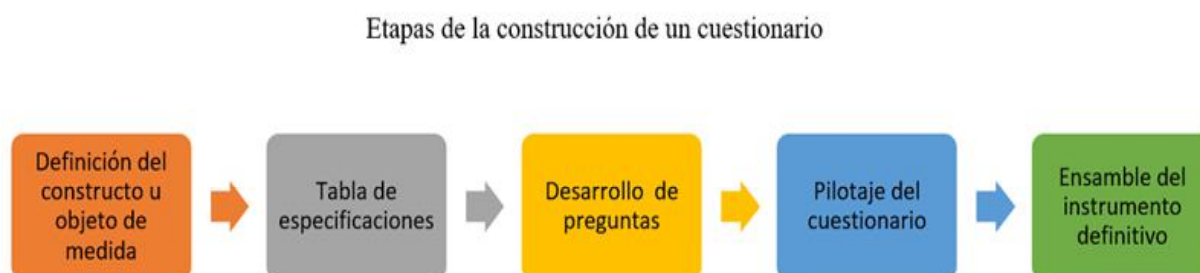 Etapas de la construcción de un cuestionario
Definición del
constructo u
objeto de
medida
Tabla de
especificaciones
Desarrollo de
preguntas
Pilotaje del
cuestionario
Ensamble del
instrumento
definitivo